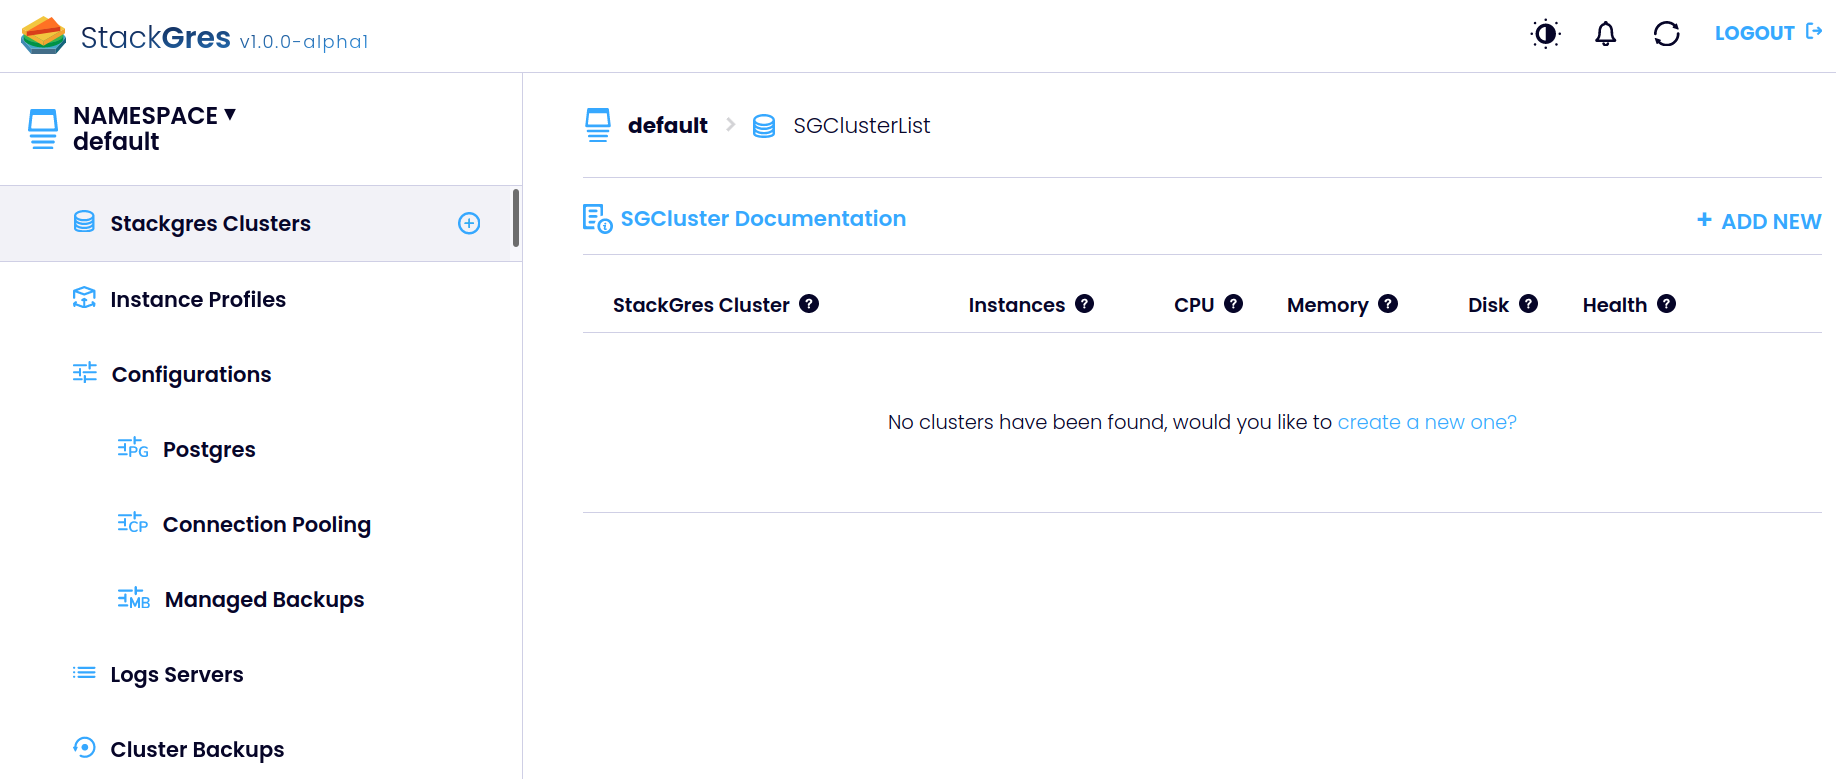 StackGres v1.0.0-alpha1
LOGOUT
NAMESPACE ▾
default
default > SGClusterList
Stackgres Clusters
SGCluster Documentation
+ ADD NEW
Instance Profiles
StackGres Cluster ? Instances ? CPU ? Memory ? Disk ? Health ?
Configurations
No clusters have been found, would you like to create a new one?
PG Postgres
CP Connection Pooling
MB Managed Backups
Logs Servers
Cluster Backups